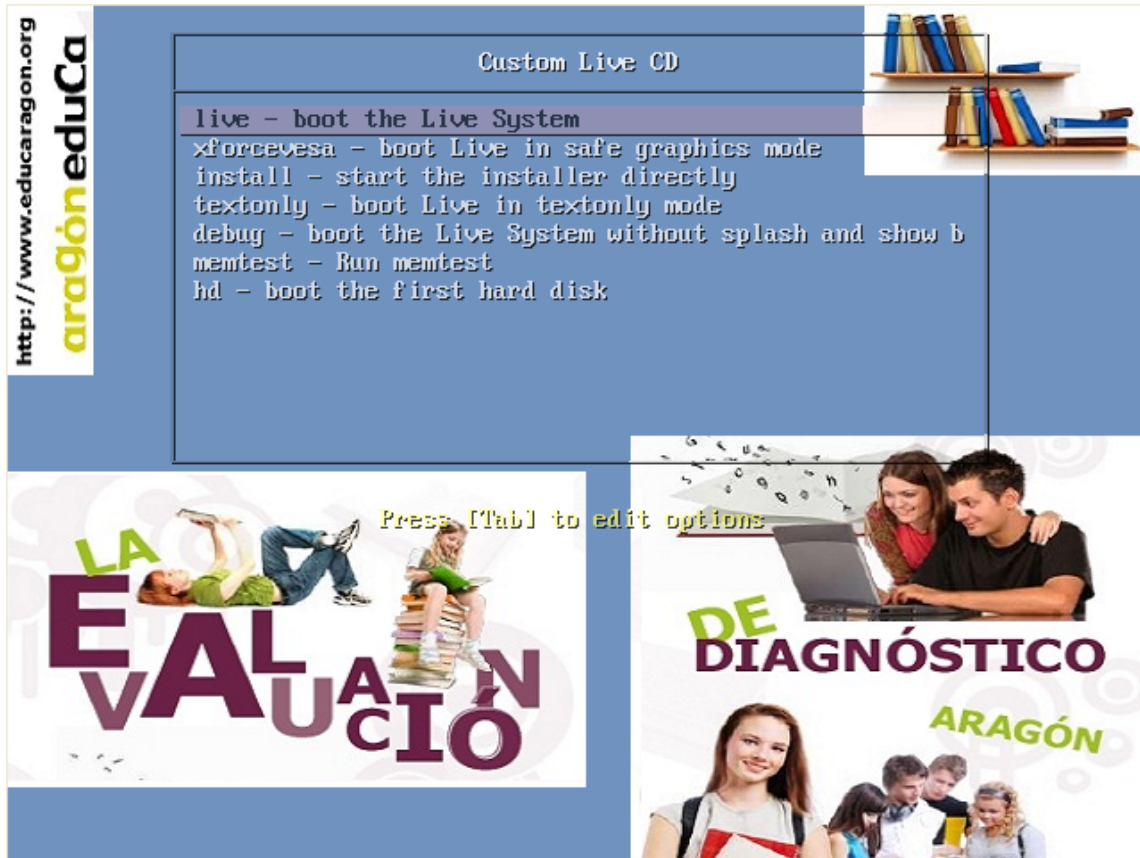 http://www.educaragon.org
aragóneduCa
Custom Live CD
live - boot the Live System
xforcevesa - boot Live in safe graphics mode
install - start the installer directly
textonly - boot Live in textonly mode
debug - boot the Live System without splash and show b
memtest - Run memtest
hd - boot the first hard disk
Press [Tab] to edit options
LA
EVALUACIÓN
DE
DIAGNÓSTICO
ARAGÓN